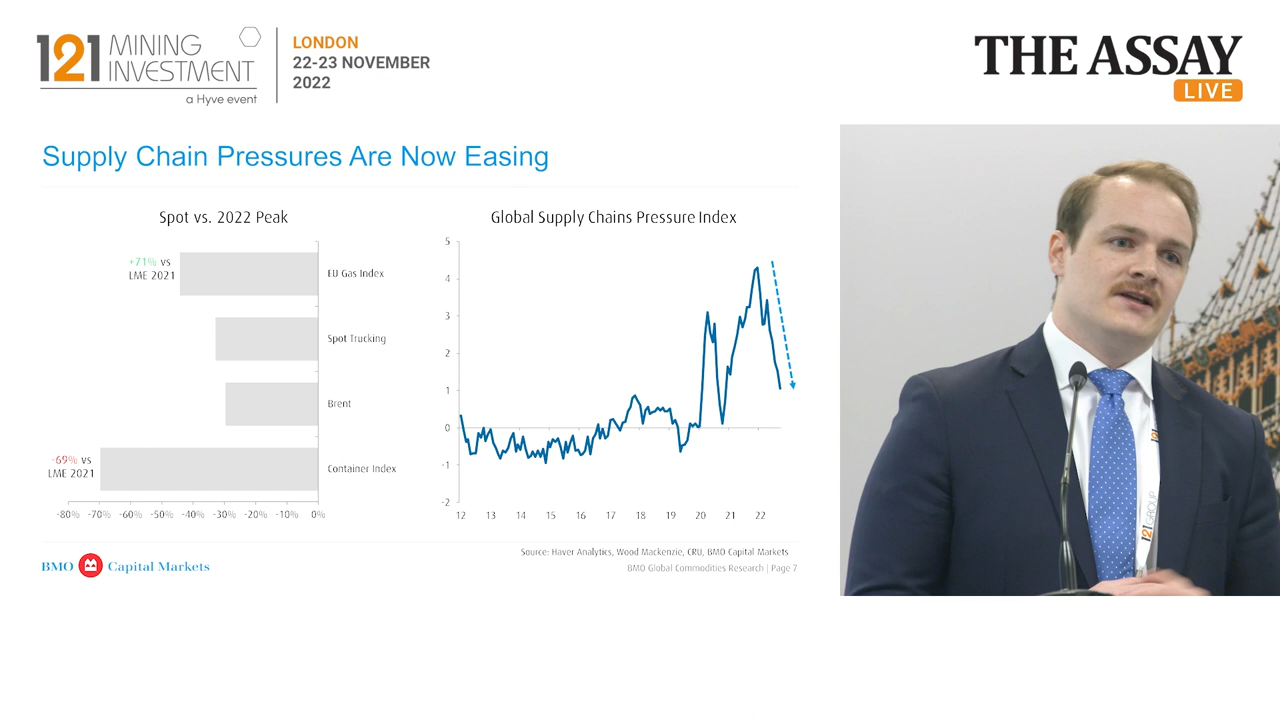 121 MINING
INVESTMENT
a Hyve event
LONDON
22-23 NOVEMBER
2022
THE ASSAY
LIVE
Supply Chain Pressures Are Now Easing
Spot vs. 2022 Peak
+71% vs
LME 2021
EU Gas Index
Spot Trucking
Brent
-69% vs
LME 2021
Container Index
-80% -70% -60% -50% -40% -30% -20% -10% 0%
Global Supply Chains Pressure Index
5
4
3
2
1
0
-1
-2
12 13 14 15 16 17 18 19 20 21 22
Source: Haver Analytics, Wood Mackenzie, CRU, BMO Capital Markets
BMO Capital Markets
BMO Global Commodities Research | Page 7
121
121GROUP